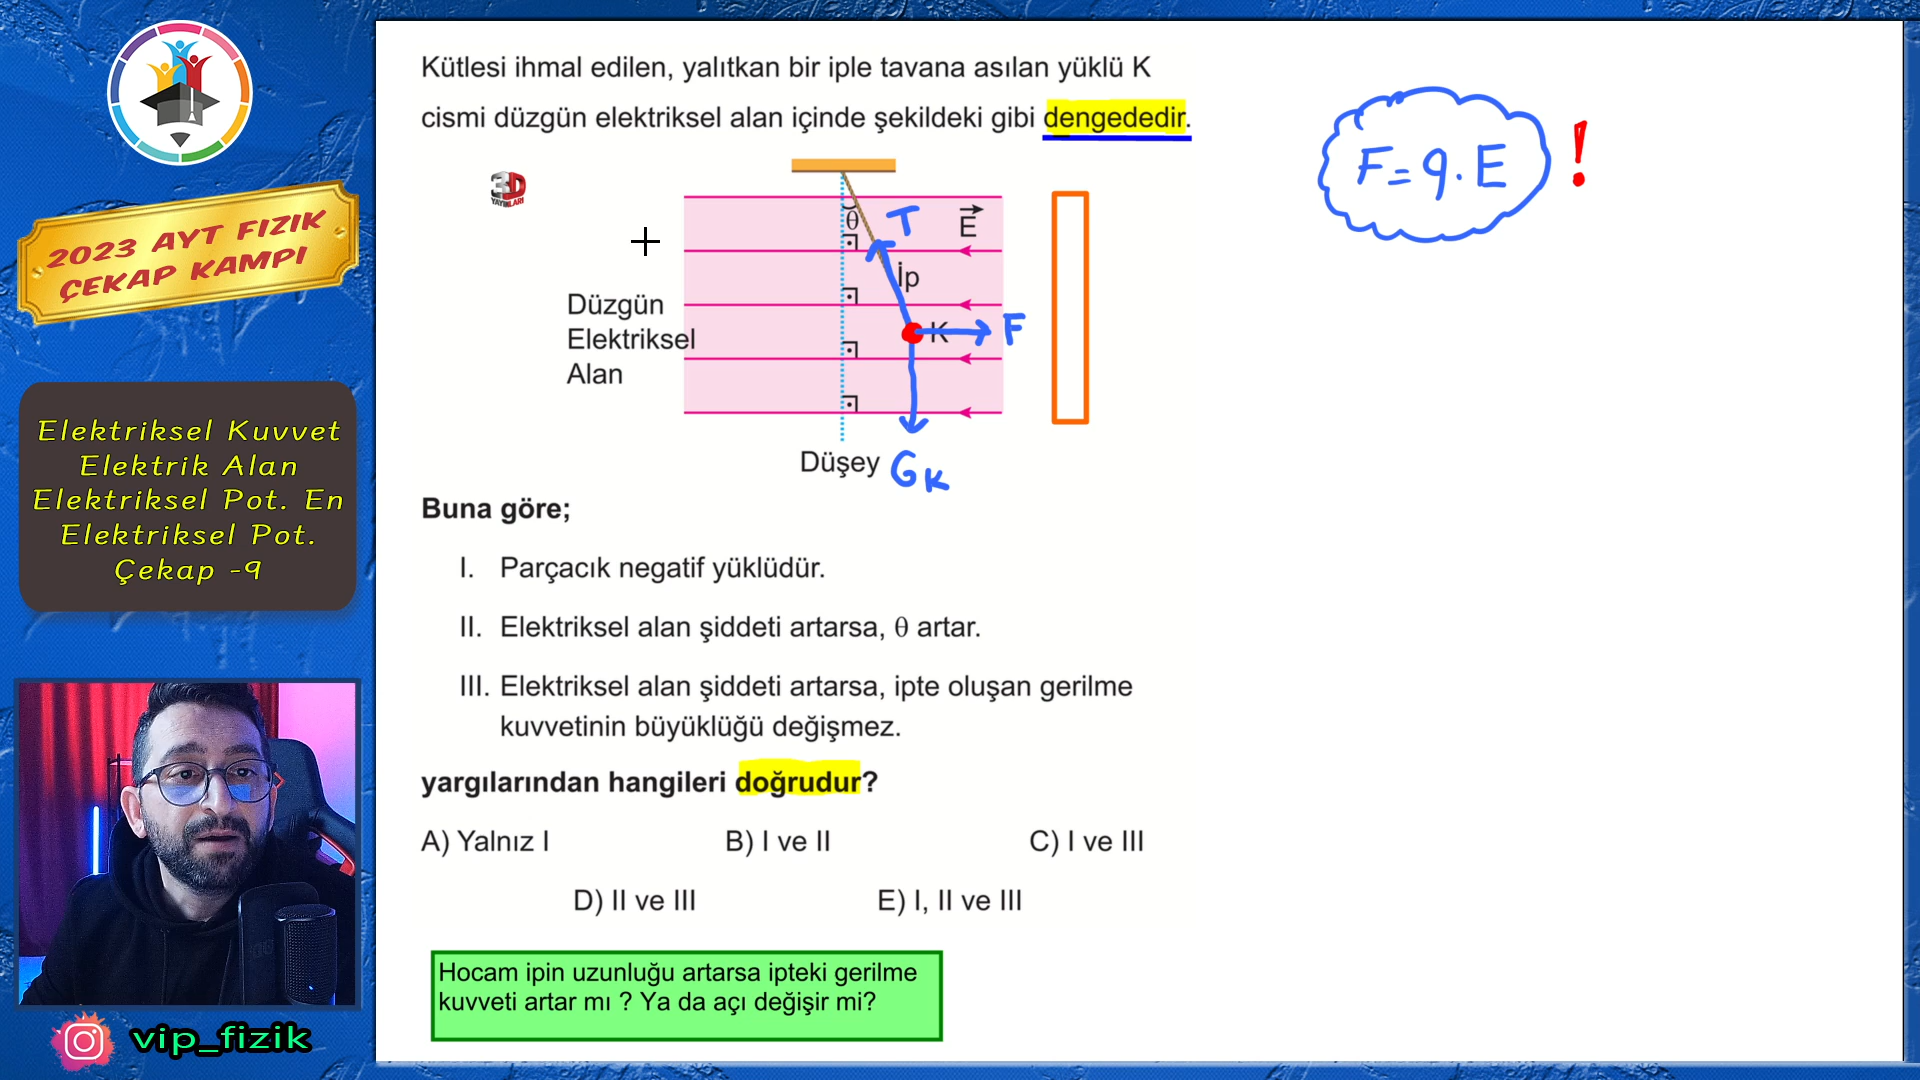 2023 AYT FIZIK
ÇEKAP KAMPI
Elektriksel Kuvvet
Elektrik Alan
Elektriksel Pot. En
Elektriksel Pot.
Çekap -9
vip_fizik
Kütlesi ihmal edilen, yalıtkan bir iple tavana asılan yüklü K
cismi düzgün elektriksel alan içinde şekildeki gibi dengededir.
F = q . E !
3D
YAYINLARI
θ
T
E
İp
K
F
Düzgün
Elektriksel
Alan
Düşey
GK
Buna göre;
I. Parçacık negatif yüklüdür.
II. Elektriksel alan şiddeti artarsa, θ artar.
III. Elektriksel alan şiddeti artarsa, ipte oluşan gerilme
kuvvetinin büyüklüğü değişmez.
yargılarından hangileri doğrudur?
A) Yalnız I B) I ve II C) I ve III
D) II ve III E) I, II ve III
Hocam ipin uzunluğu artarsa ipteki gerilme
kuvveti artar mı ? Ya da açı değişir mi?